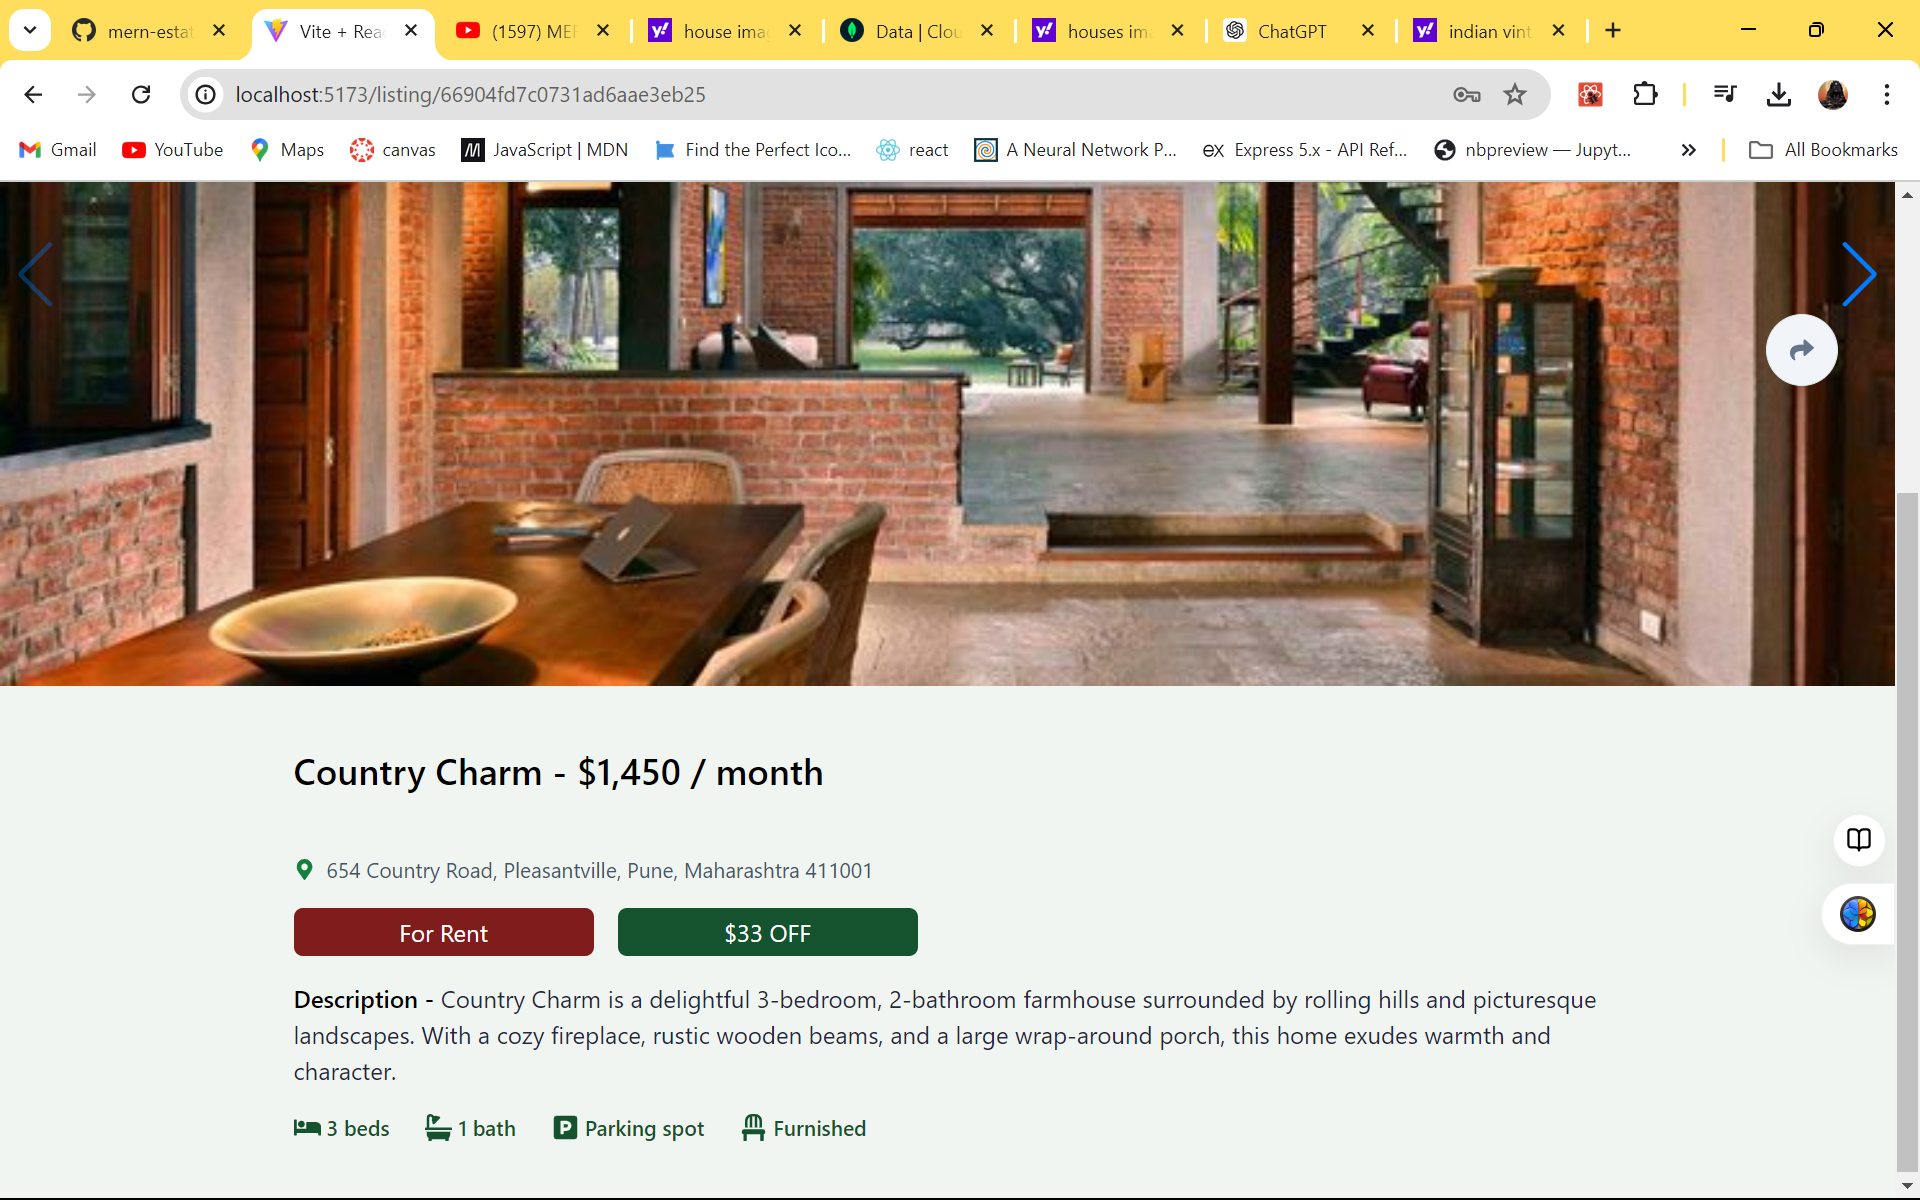 mern-esta
Vite + Rea
(1597) ME
house ima
Data | Clou
houses im
ChatGPT
indian vint
localhost:5173/listing/66904fd7c0731ad6aae3eb25
Gmail
YouTube
Maps
canvas
JavaScript | MDN
Find the Perfect Ico...
react
A Neural Network P...
ex Express 5.x - API Ref...
nbpreview — Jupyt...
All Bookmarks
Country Charm - $1,450 / month
654 Country Road, Pleasantville, Pune, Maharashtra 411001
For Rent
$33 OFF
Description - Country Charm is a delightful 3-bedroom, 2-bathroom farmhouse surrounded by rolling hills and picturesque
landscapes. With a cozy fireplace, rustic wooden beams, and a large wrap-around porch, this home exudes warmth and
character.
3 beds
1 bath
P Parking spot
Furnished